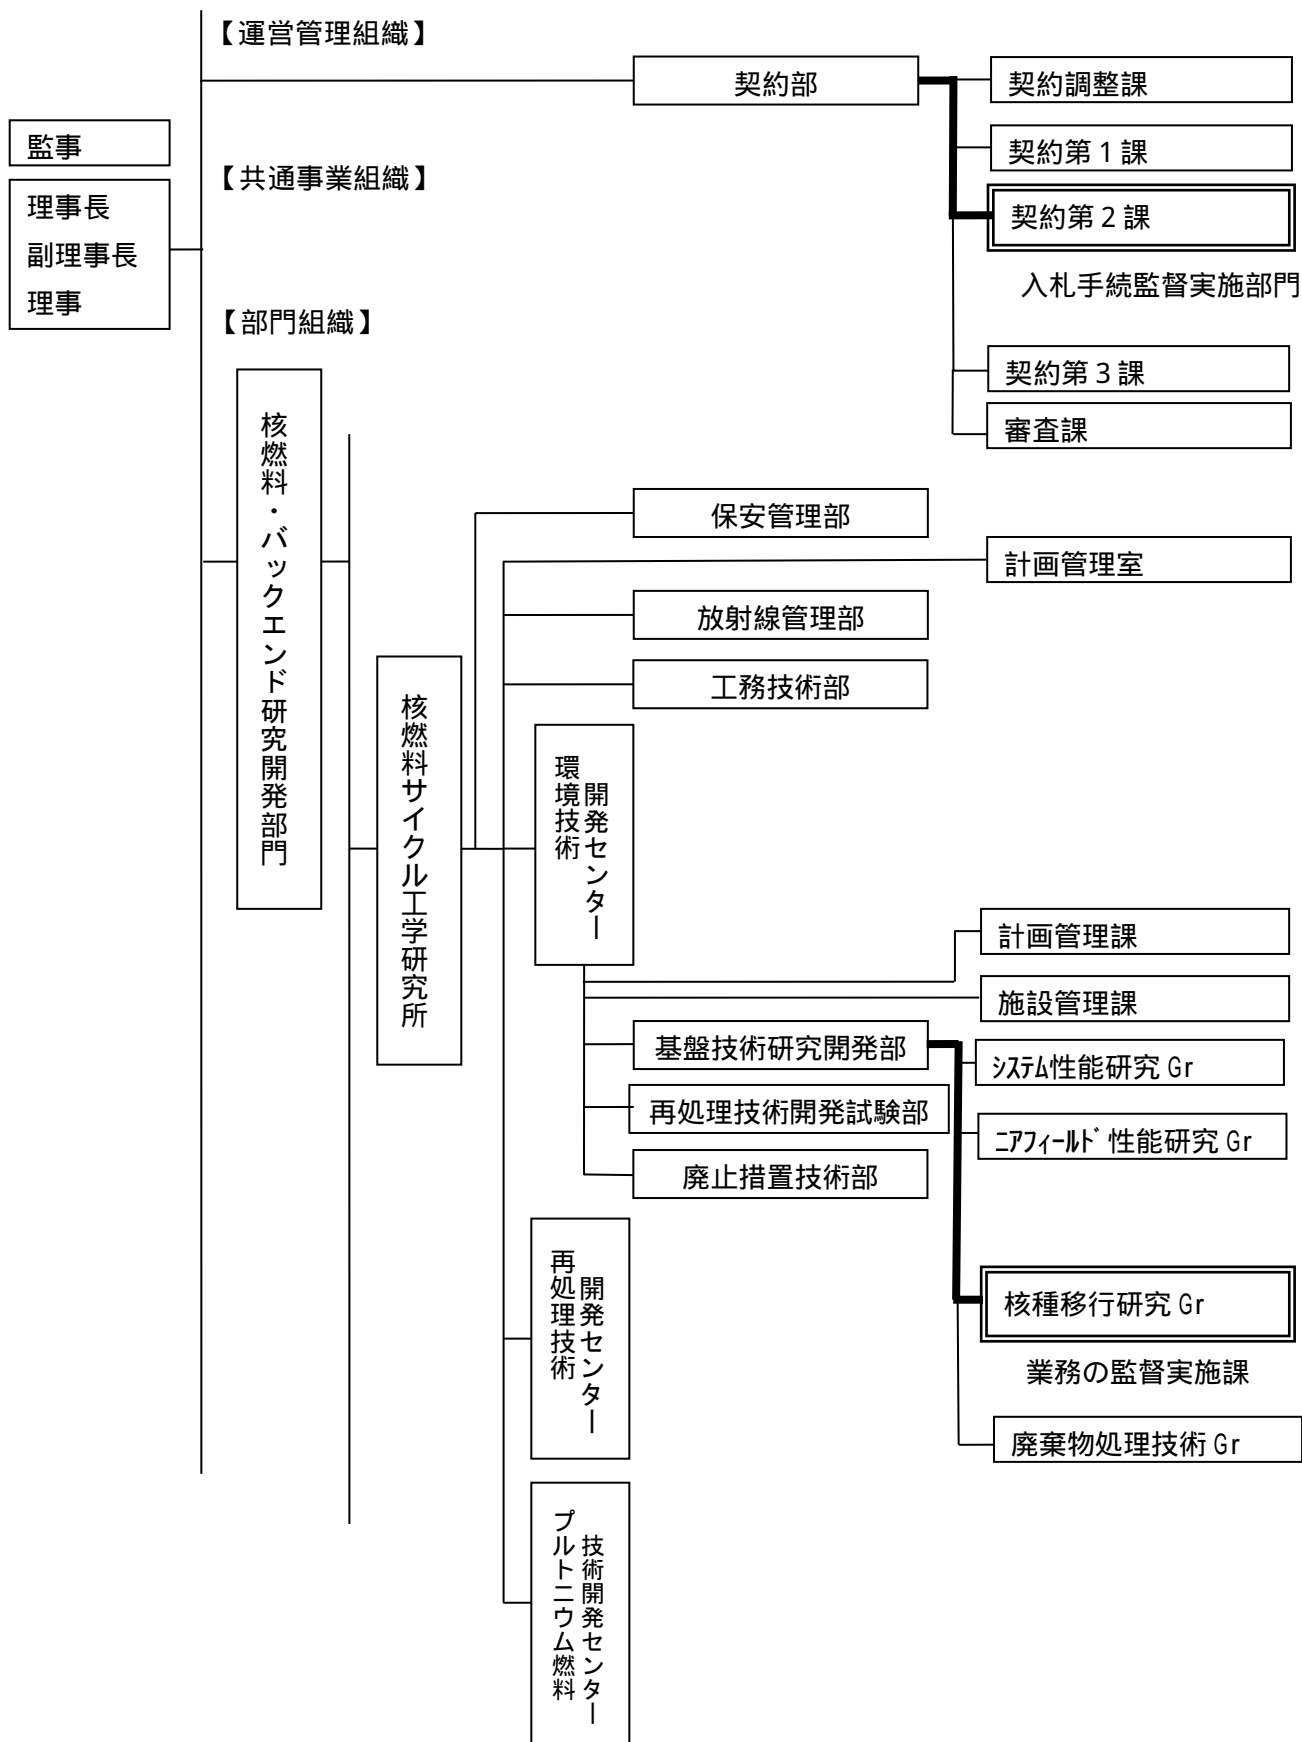 【運営管理組織】
契約部
契約調整課
監事
契約第1課
【共通事業組織】
理事長
副理事長
理事
契約第2課
入札手続監督実施部門
【部門組織】
契約第3課
審査課
核燃料・バックエンド研究開発部門
保安管理部
計画管理室
放射線管理部
工務技術部
核燃料サイクル工学研究所
環境技術
開発センター
計画管理課
施設管理課
基盤技術研究開発部
ｼｽﾃﾑ性能研究 Gr
再処理技術開発試験部
ﾆｱﾌｨｰﾙﾄﾞ性能研究 Gr
廃止措置技術部
再処理技術
開発センター
核種移行研究 Gr
業務の監督実施課
廃棄物処理技術 Gr
プルトニウム燃料
技術開発センター